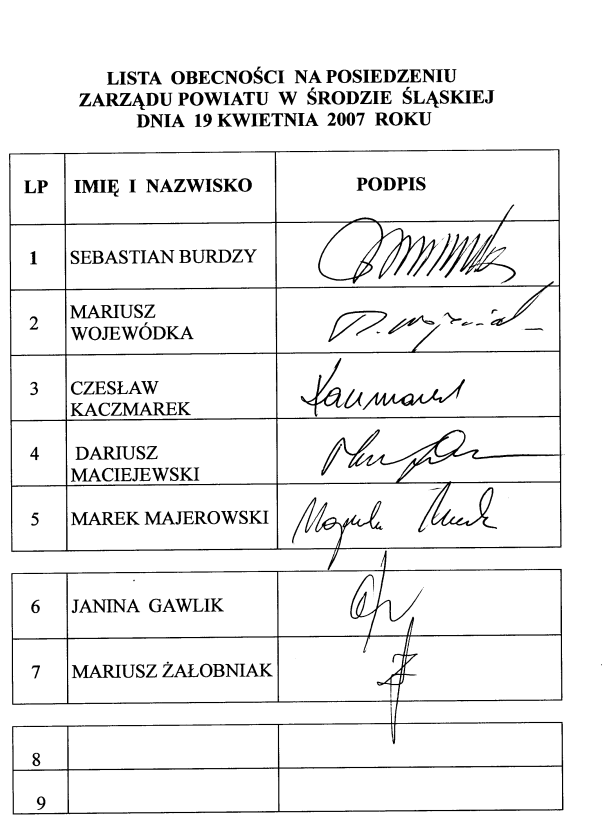 LISTA OBECNOŚCI NA POSIEDZENIU
ZARZĄDU POWIATU W ŚRODZIE ŚLĄSKIEJ
DNIA 19 KWIETNIA 2007 ROKU
LP IMIĘ I NAZWISKO PODPIS
1 SEBASTIAN BURDZY
2 MARIUSZ
WOJEWÓDKA
3 CZESŁAW
KACZMAREK
4 DARIUSZ
MACIEJEWSKI
5 MAREK MAJEROWSKI
6 JANINA GAWLIK
7 MARIUSZ ŻAŁOBNIAK
8
9